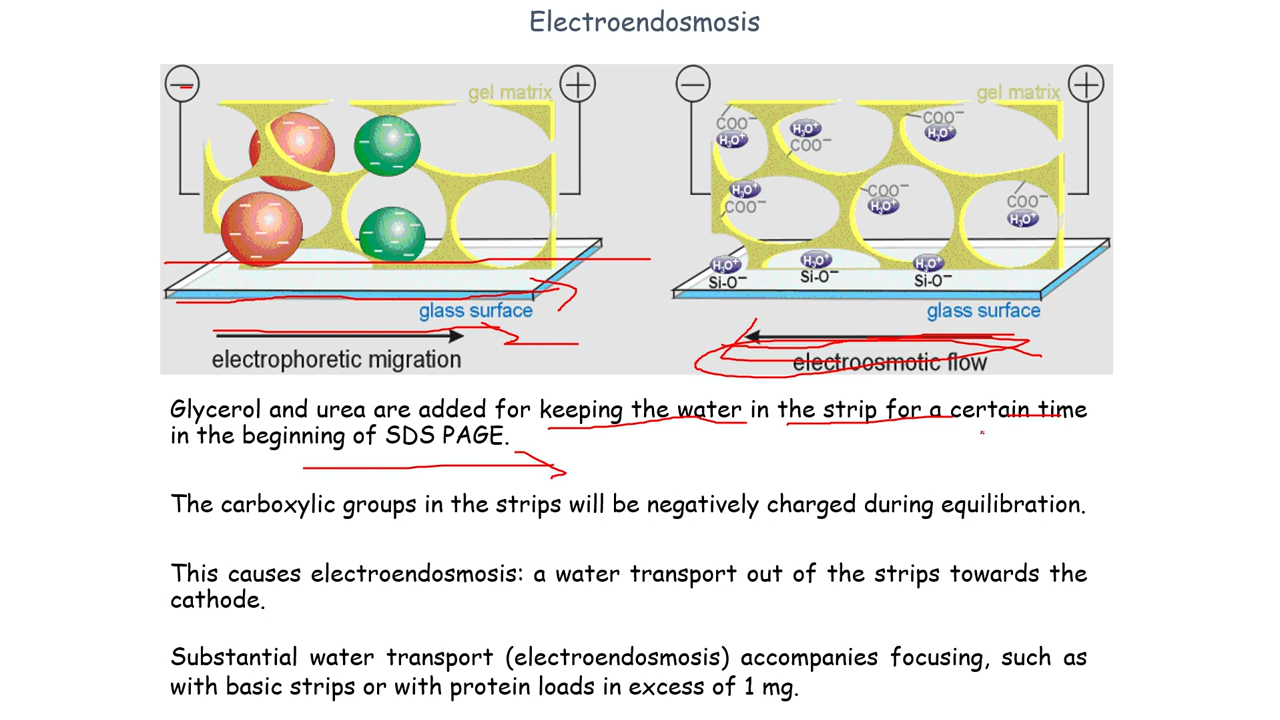 Electroendosmosis
gel matrix
gel matrix
COO⁻
H₃O⁺
H₃O⁺
COO⁻
COO⁻
H₃O⁺
H₃O⁺
COO⁻
COO⁻
H₃O⁺
COO⁻
H₃O⁺
H₃O⁺
Si-O⁻
H₃O⁺
Si-O⁻
H₃O⁺
Si-O⁻
glass surface
glass surface
electrophoretic migration
electroosmotic flow
Glycerol and urea are added for keeping the water in the strip for a certain time
in the beginning of SDS PAGE.
The carboxylic groups in the strips will be negatively charged during equilibration.
This causes electroendosmosis: a water transport out of the strips towards the
cathode.
Substantial water transport (electroendosmosis) accompanies focusing, such as
with basic strips or with protein loads in excess of 1 mg.